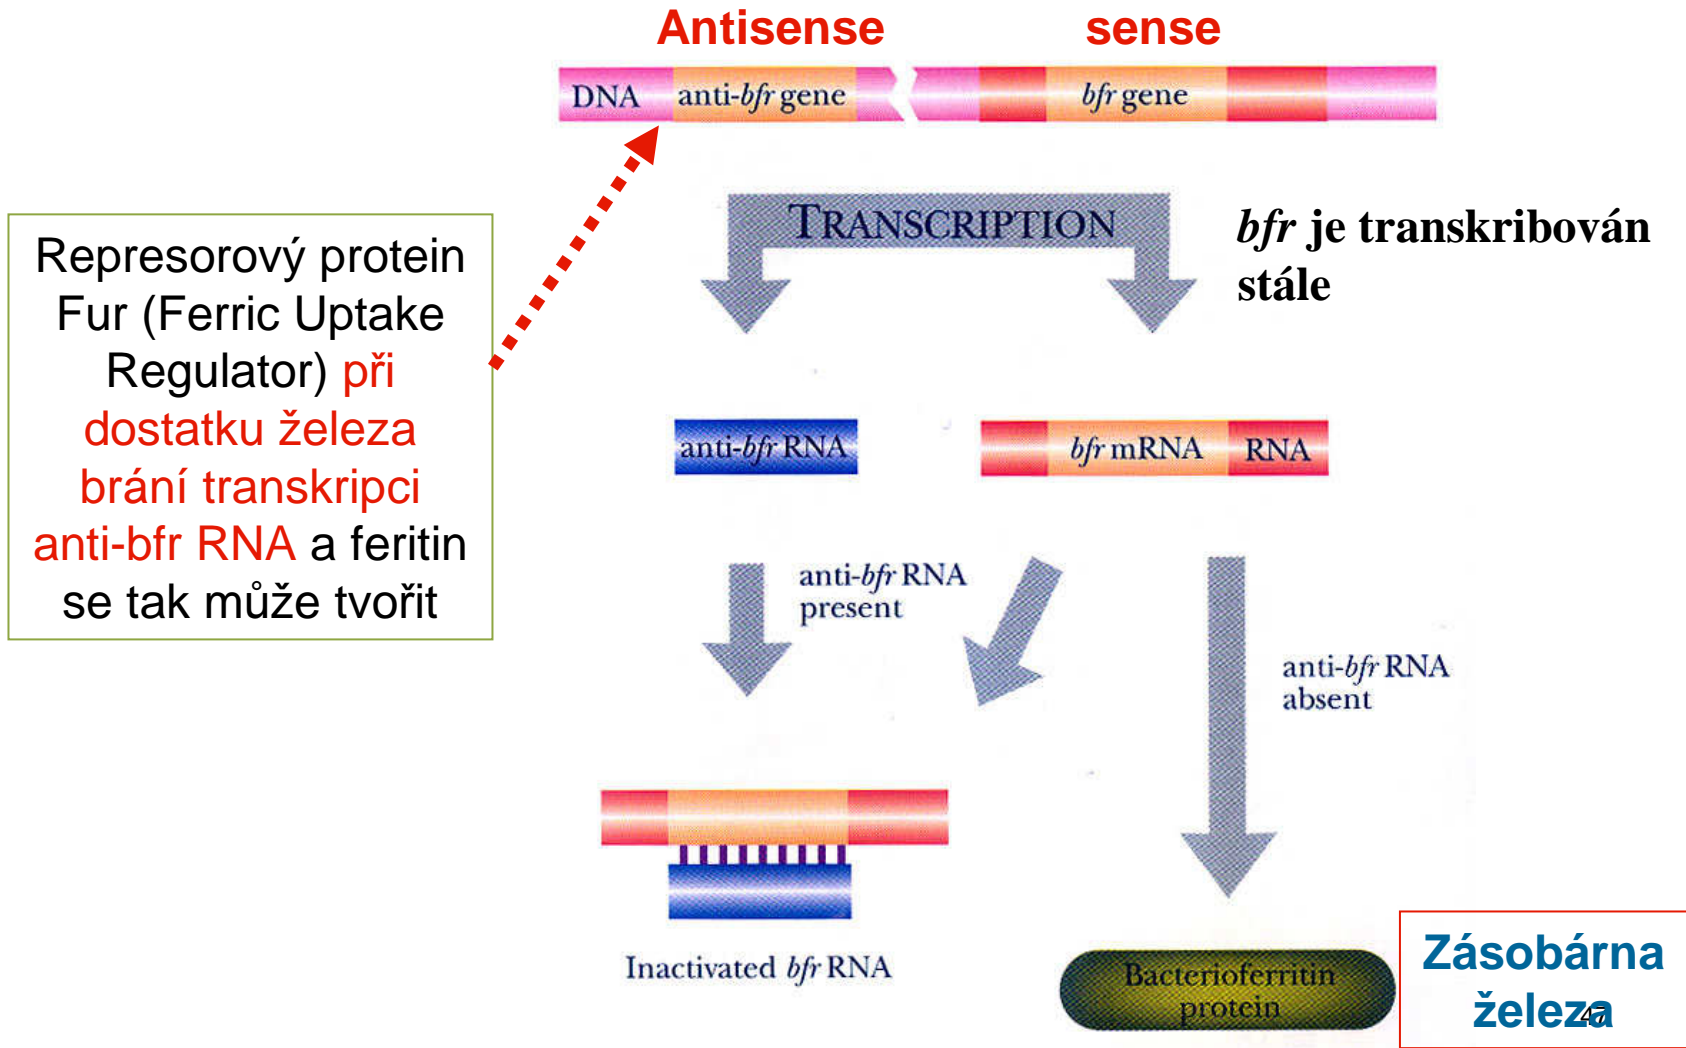 Antisense sense
DNA anti-bfr gene bfr gene
TRANSCRIPTION
bfr je transkribován
stále
Represorový protein
Fur (Ferric Uptake
Regulator) při
dostatku železa
brání transkripci
anti-bfr RNA a feritin
se tak může tvořit
anti-bfr RNA
bfr mRNA RNA
anti-bfr RNA
present
anti-bfr RNA
absent
Inactivated bfr RNA
Bacterioferritin
protein
Zásobárna
železa
47